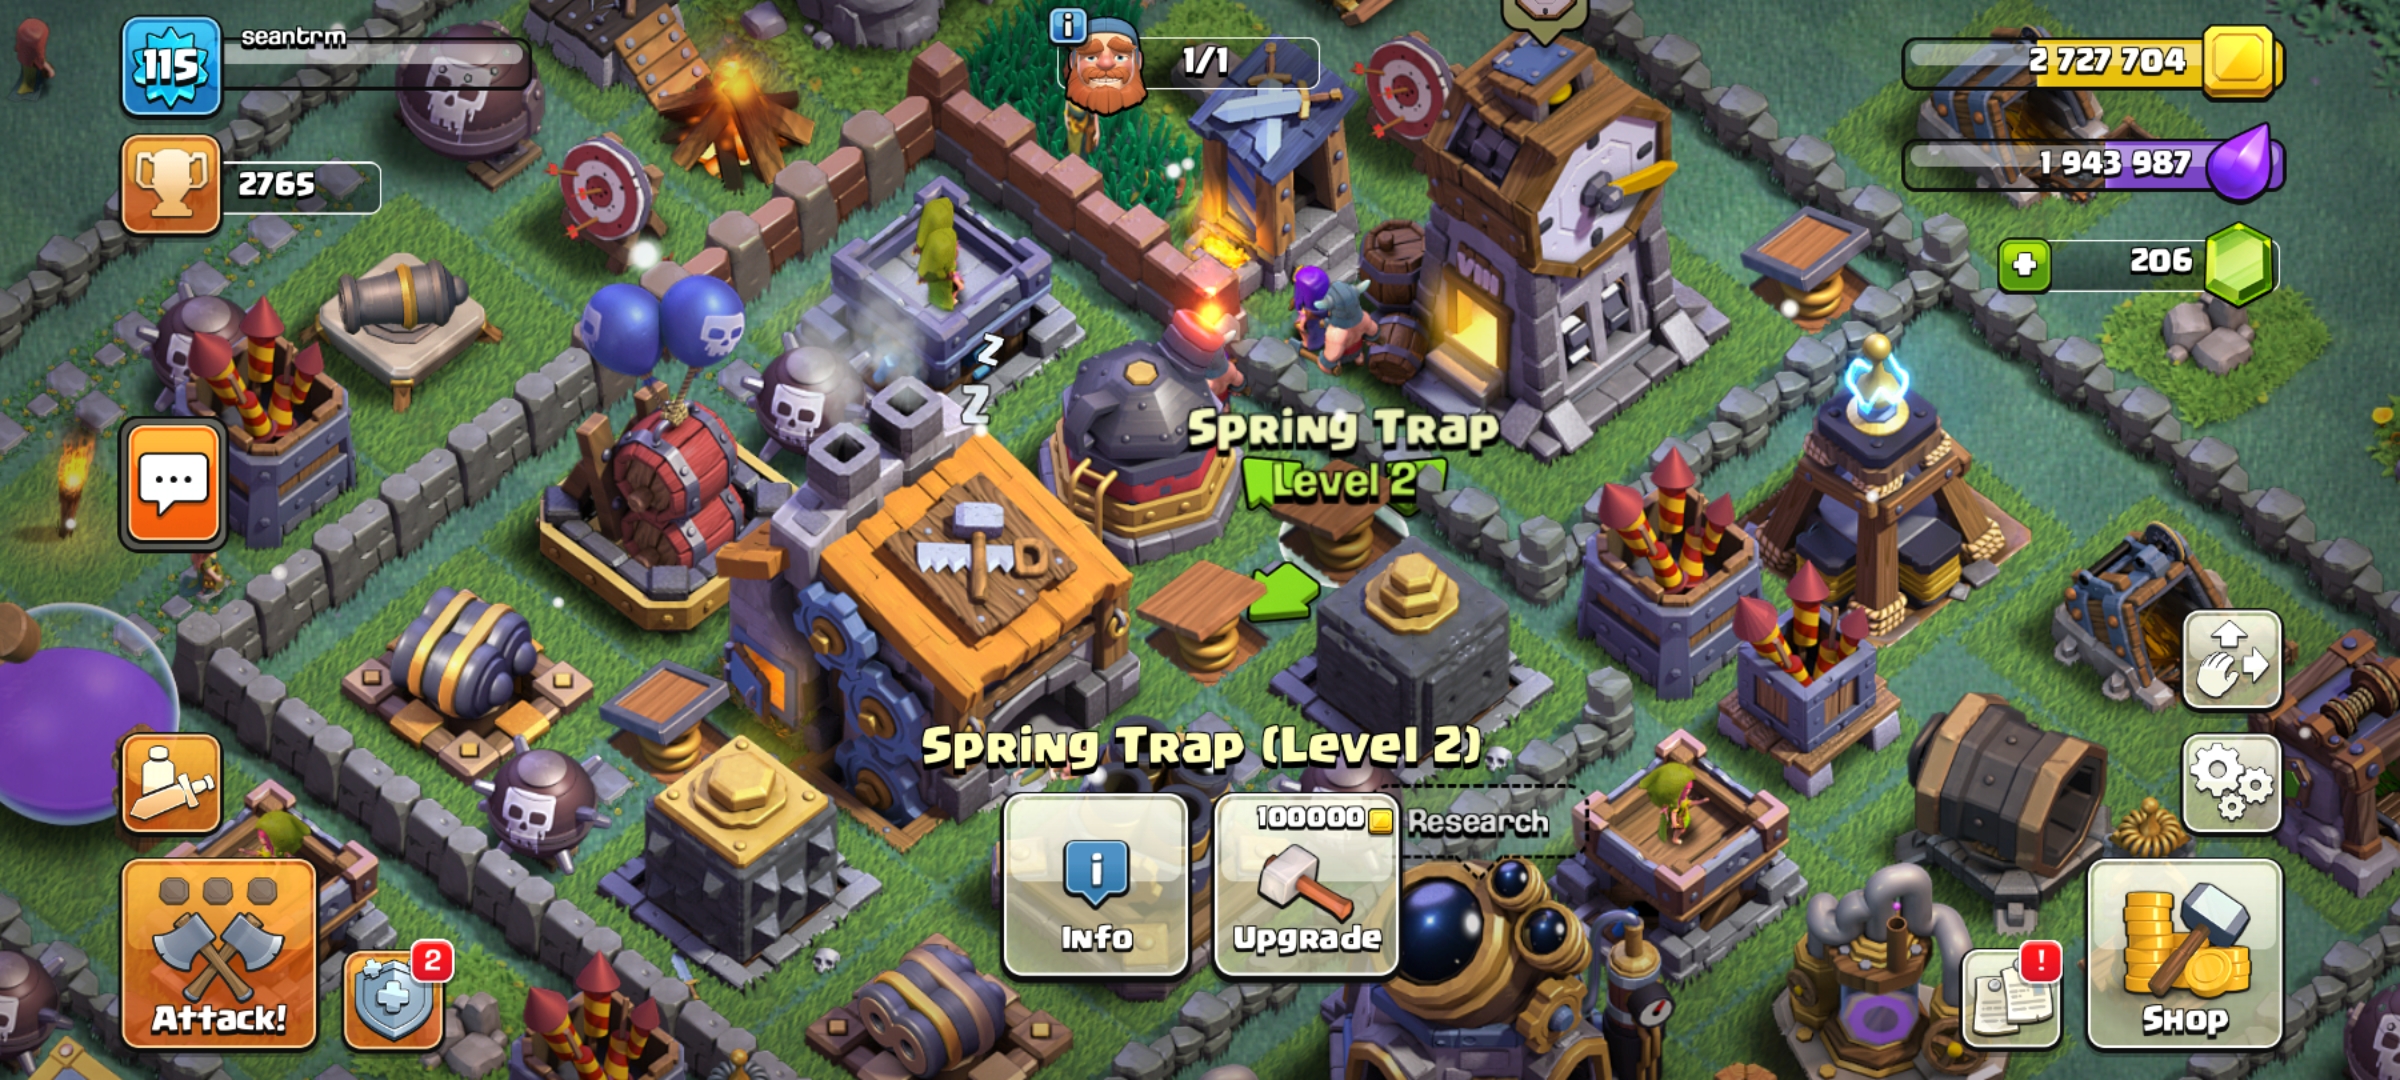 115
seantrm
1/1
2 727 704
2765
1 943 987
206
VIII
z
Z
Spring Trap
Level 2
Spring Trap (Level 2)
100000
Research
Info
Upgrade
2
!
Attack!
Shop